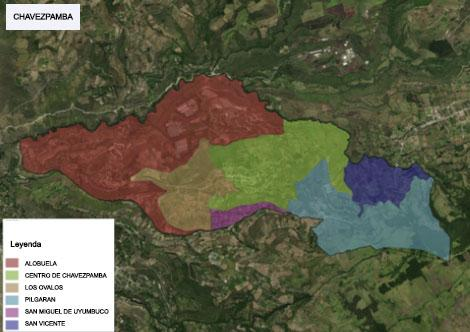 CHAVEZPAMBA
Leyenda
ALOBUELA
CENTRO DE CHAVEZPAMBA
LOS OVALOS
PILGARAN
SAN MIGUEL DE UYUMBUCO
SAN VICENTE